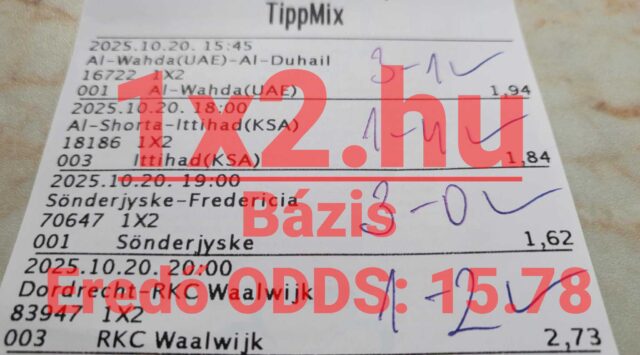 TippMix
2025.10.20. 15:45
Al-Wahda(UAE)-Al-Duhail
16722 1X2
001 Al-Wahda(UAE) 1,94
3-1✓
2025.10.20. 18:00
Al-Shorta-Ittihad(KSA)
18186 1X2
003 Ittihad(KSA) 1,84
1-4✓
2025.10.20. 19:00
Sönderjyske-Fredericia
70647 1X2
001 Sönderjyske 1,62
3-0✓
2025.10.20. 20:00
Dordrecht-RKC Waalwijk
83947 1X2
003 RKC Waalwijk 2,73
1-2✓
1x2.hu
Bázis
Eredő ODDS: 15.78